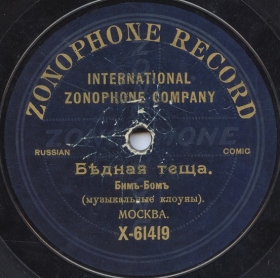 ZONOPHONE RECORD
INTERNATIONAL
ZONOPHONE COMPANY
RUSSIAN COMIC
Бѣдная теща.
Бимъ-Бомъ
(музыкальные клоуны).
МОСКВА.
X-61419